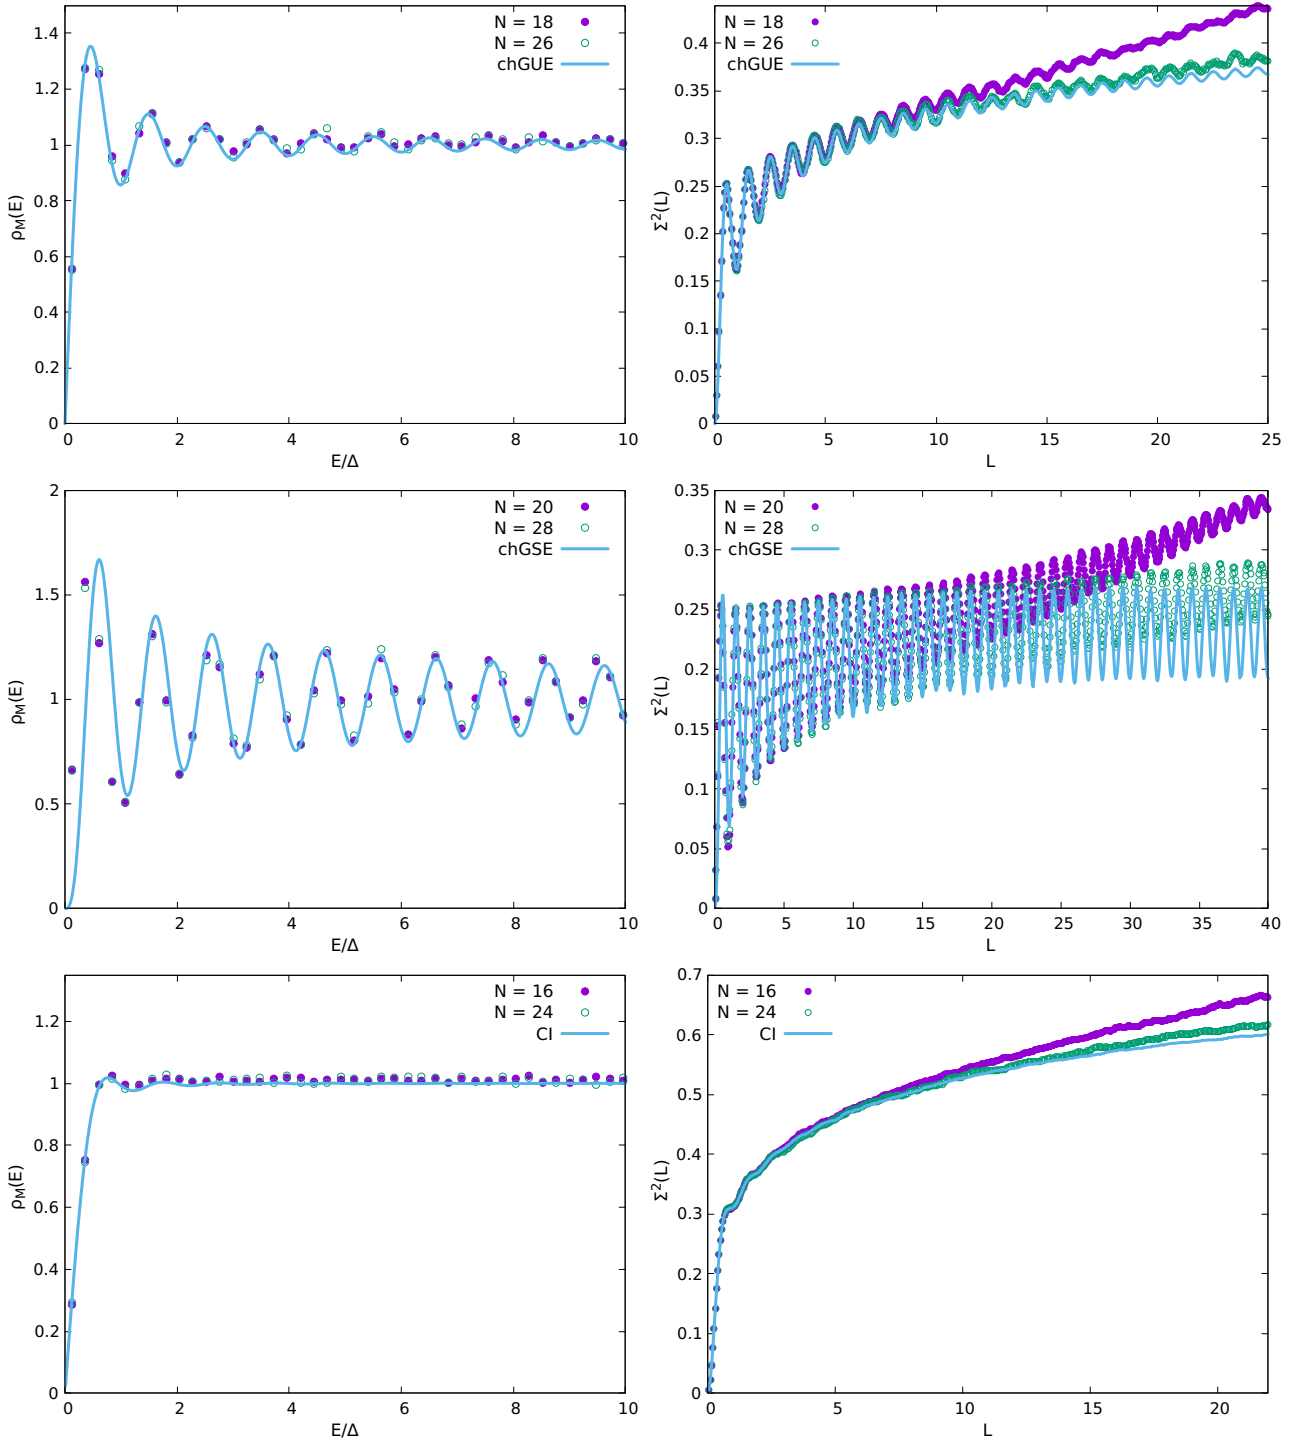 N = 18
N = 26
chGUE
ρM(E)
1.4
1.2
1
0.8
0.6
0.4
0.2
0
0 2 4 6 8 10
E/Δ
N = 18
N = 26
chGUE
Σ²(L)
0.4
0.35
0.3
0.25
0.2
0.15
0.1
0.05
0
0 5 10 15 20 25
L
N = 20
N = 28
chGSE
ρM(E)
2
1.5
1
0.5
0
0 2 4 6 8 10
E/Δ
N = 20
N = 28
chGSE
Σ²(L)
0.35
0.3
0.25
0.2
0.15
0.1
0.05
0
0 5 10 15 20 25 30 35 40
L
N = 16
N = 24
CI
ρM(E)
1.2
1
0.8
0.6
0.4
0.2
0
0 2 4 6 8 10
E/Δ
N = 16
N = 24
CI
Σ²(L)
0.7
0.6
0.5
0.4
0.3
0.2
0.1
0
0 5 10 15 20
L